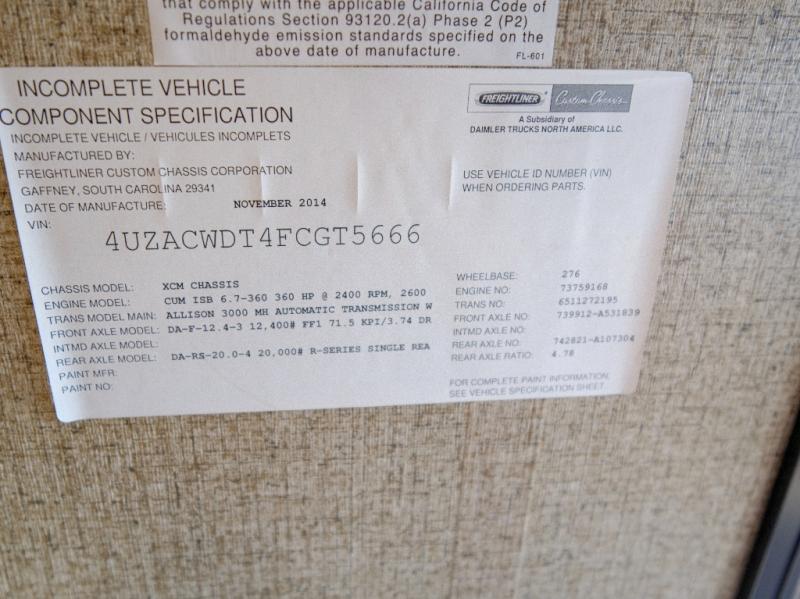 that comply with the applicable California Code of
Regulations Section 93120.2(a) Phase 2 (P2)
formaldehyde emission standards specified on the
above date of manufacture.
FL-601
INCOMPLETE VEHICLE
COMPONENT SPECIFICATION
INCOMPLETE VEHICLE / VEHICULES INCOMPLETS
MANUFACTURED BY:
FREIGHTLINER CUSTOM CHASSIS CORPORATION
GAFFNEY, SOUTH CAROLINA 29341
DATE OF MANUFACTURE: NOVEMBER 2014
VIN:
4UZACWDT4FCGT5666
FREIGHTLINER Custom Chassis
A Subsidiary of
DAIMLER TRUCKS NORTH AMERICA LLC.
USE VEHICLE ID NUMBER (VIN)
WHEN ORDERING PARTS.
CHASSIS MODEL: XCM CHASSIS
ENGINE MODEL: CUM ISB 6.7-360 360 HP @ 2400 RPM, 2600
TRANS MODEL MAIN: ALLISON 3000 MH AUTOMATIC TRANSMISSION W
FRONT AXLE MODEL: DA-F-12.4-3 12,400# FF1 71.5 KPI/3.74 DR
INTMD AXLE MODEL:
REAR AXLE MODEL: DA-RS-20.0-4 20,000# R-SERIES SINGLE REA
PAINT MFR:
PAINT NO:
WHEELBASE: 276
ENGINE NO: 73759168
TRANS NO: 6511272195
FRONT AXLE NO: 739912-A531839
INTMD AXLE NO:
REAR AXLE NO: 742821-A107304
REAR AXLE RATIO: 4.78
FOR COMPLETE PAINT INFORMATION,
SEE VEHICLE SPECIFICATION SHEET.